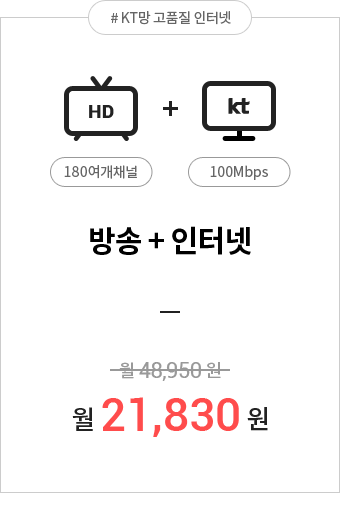 # KT망 고품질 인터넷
HD + kt
180여개채널 100Mbps
방송 + 인터넷
월 48,950 원
월 21,830 원